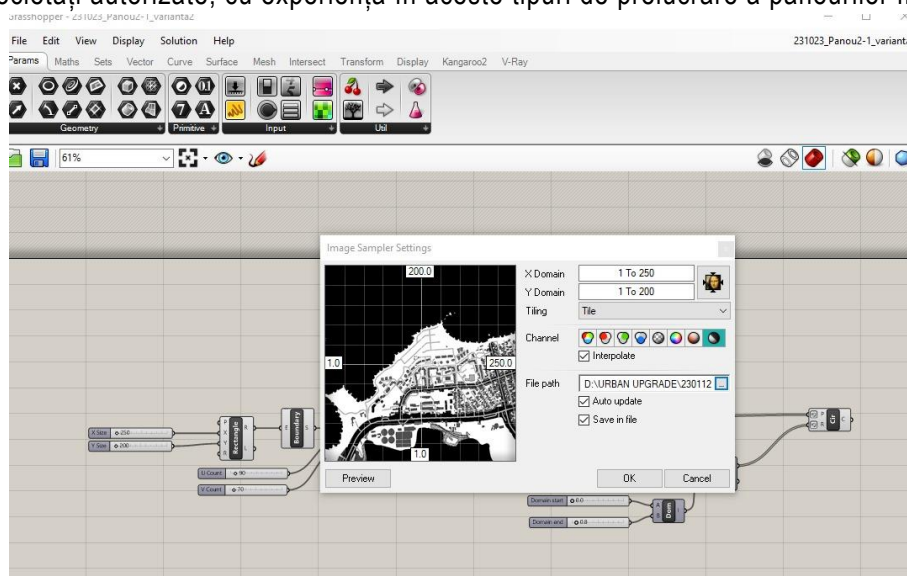 cietăți autorizate, cu experiență în aceste tipuri de prelucrare a panourilor
Grasshopper - 231023_Panou2-1_varianta2
File Edit View Display Solution Help
231023_Panou2-1_varianta
Params Maths Sets Vector Curve Surface Mesh Intersect Transform Display Kangaroo2 V-Ray
Geometry Primitive Input Util
61%
Image Sampler Settings
200.0
1.0
250.0
1.0
X Domain 1 To 250
Y Domain 1 To 200
Tiling Tile
Channel
Interpolate
File path D:\URBAN UPGRADE\230112 ...
Auto update
Save in file
Preview OK Cancel
X Size 250
Y Size 200
P X Y R Rectangle R L
E Boundary S
U Count 90
V Count 70
P R Cir C
Domain start 0.0
Domain end 0.8
A B Dom I